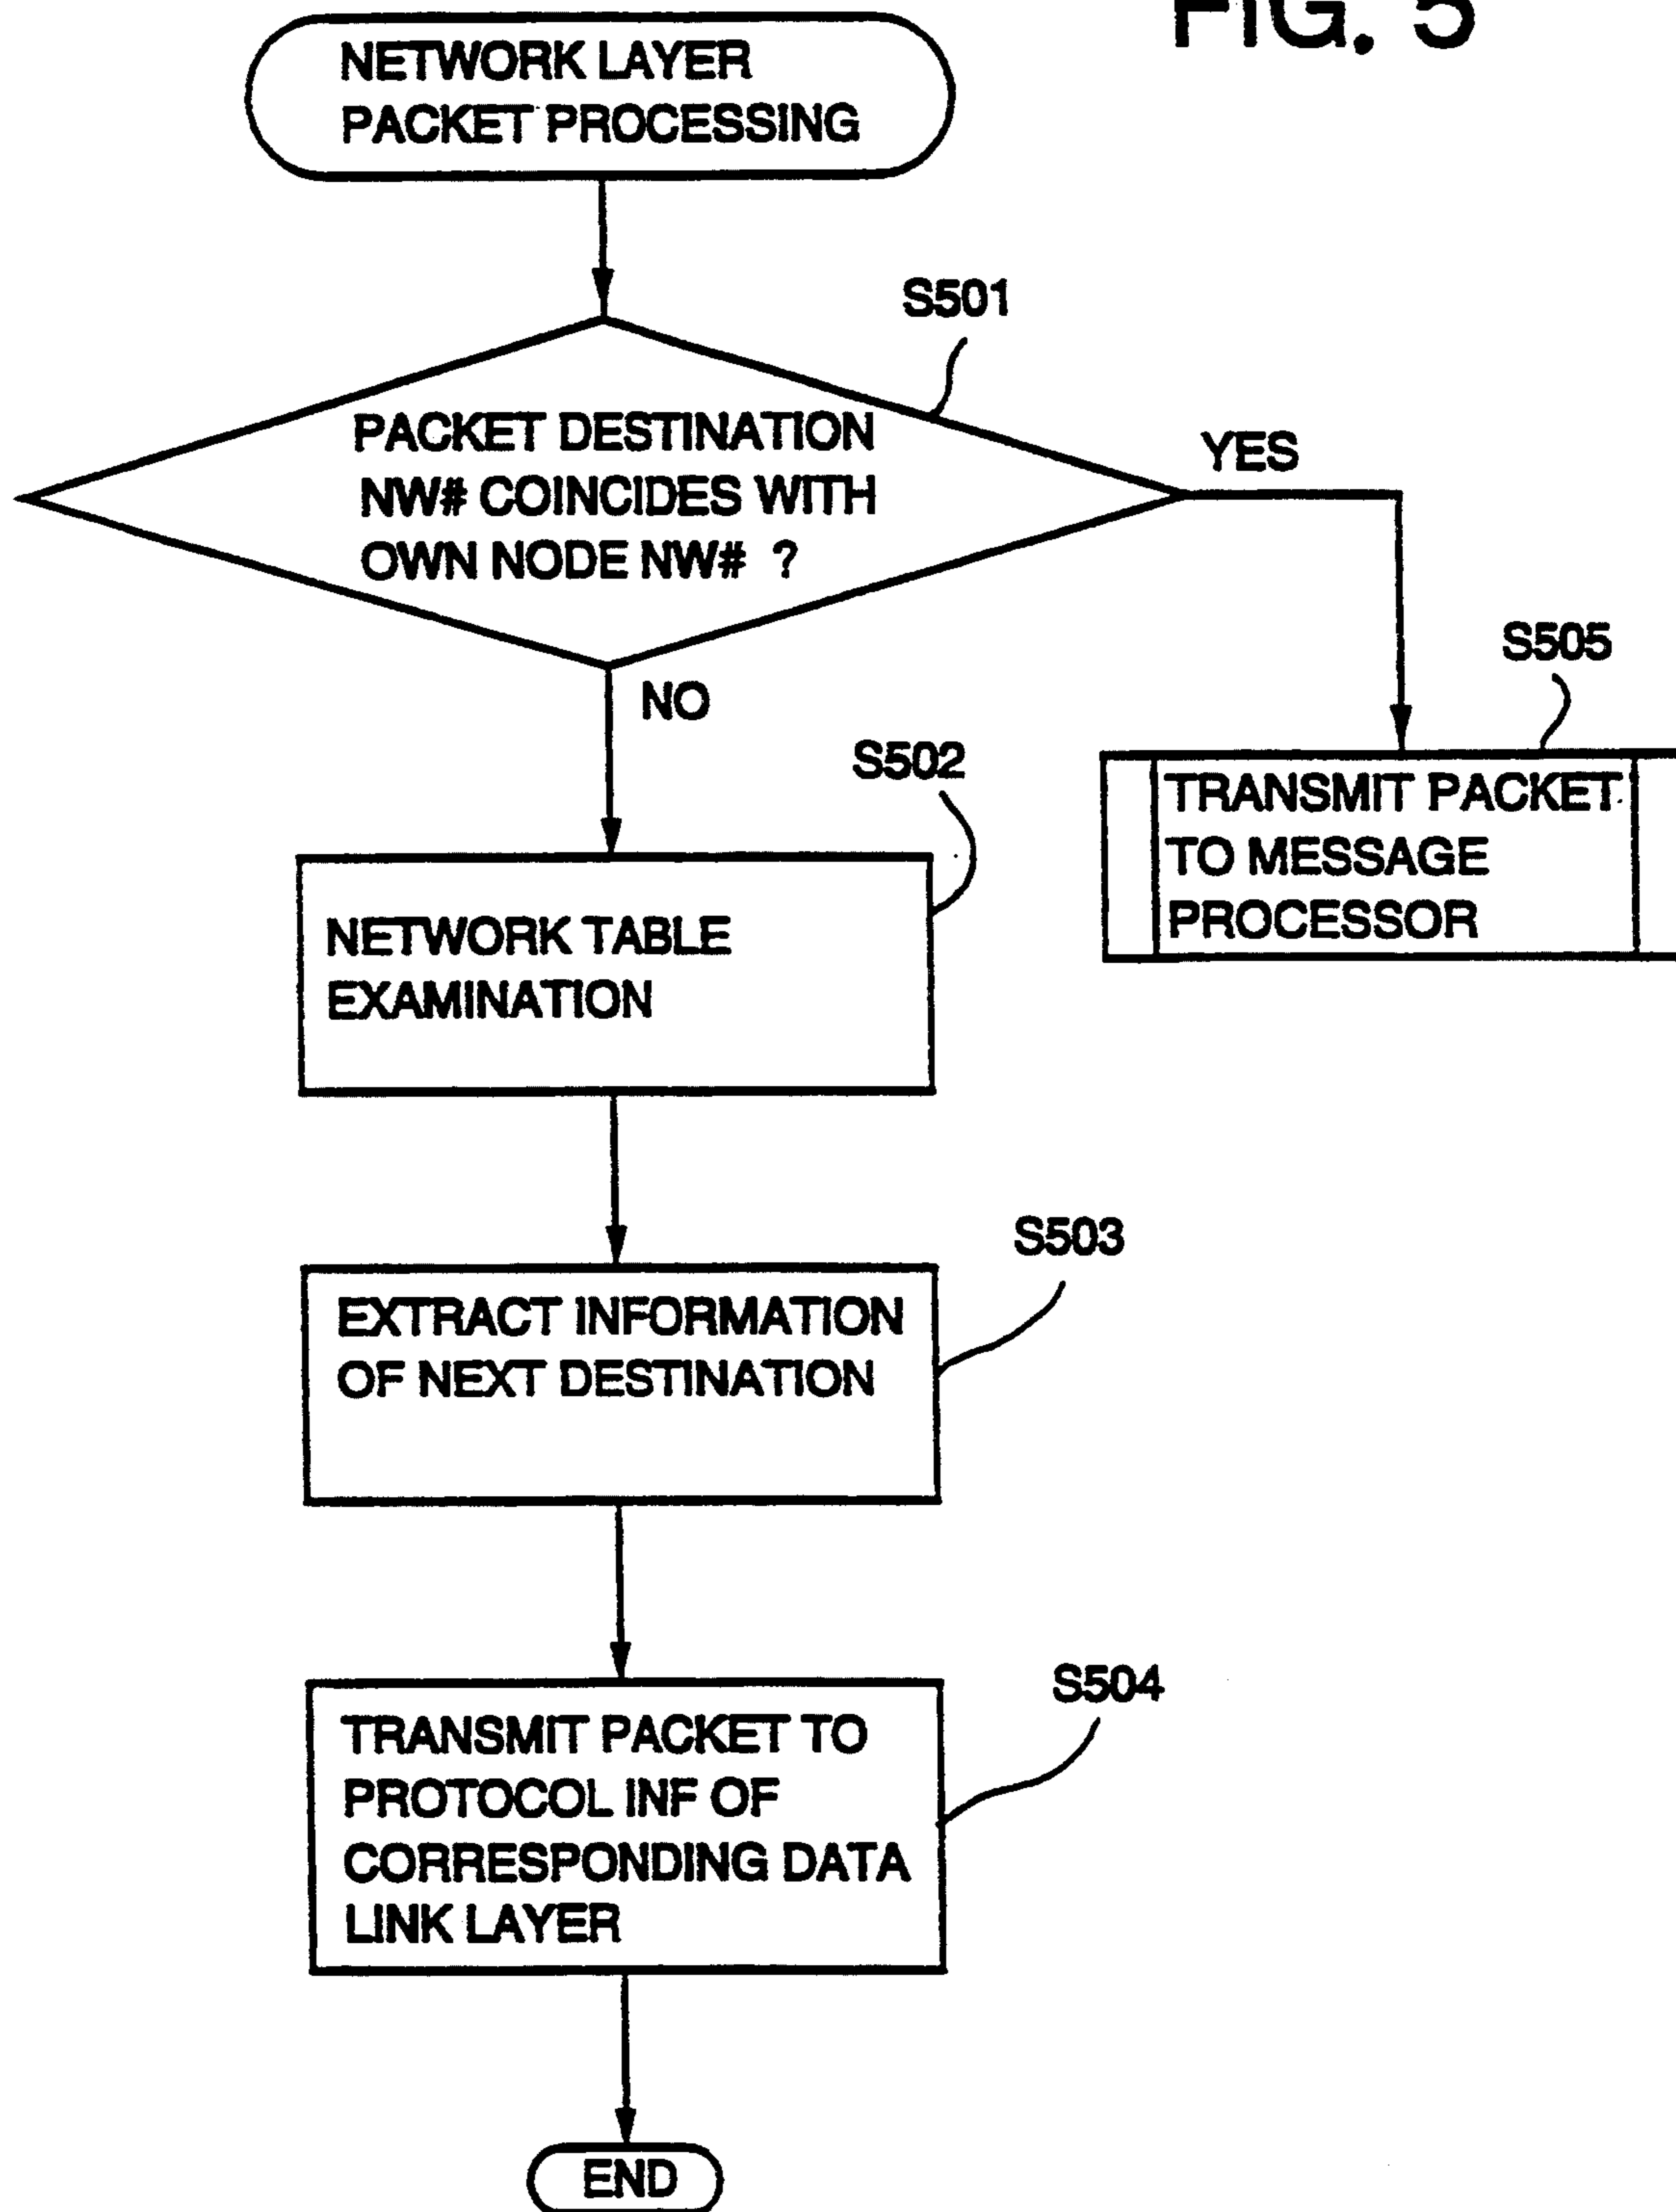 FIG. 5
NETWORK LAYER
PACKET PROCESSING
S501
PACKET DESTINATION
NW# COINCIDES WITH
OWN NODE NW# ?
YES
NO
S505
TRANSMIT PACKET
TO MESSAGE
PROCESSOR
S502
NETWORK TABLE
EXAMINATION
S503
EXTRACT INFORMATION
OF NEXT DESTINATION
S504
TRANSMIT PACKET TO
PROTOCOL INF OF
CORRESPONDING DATA
LINK LAYER
END